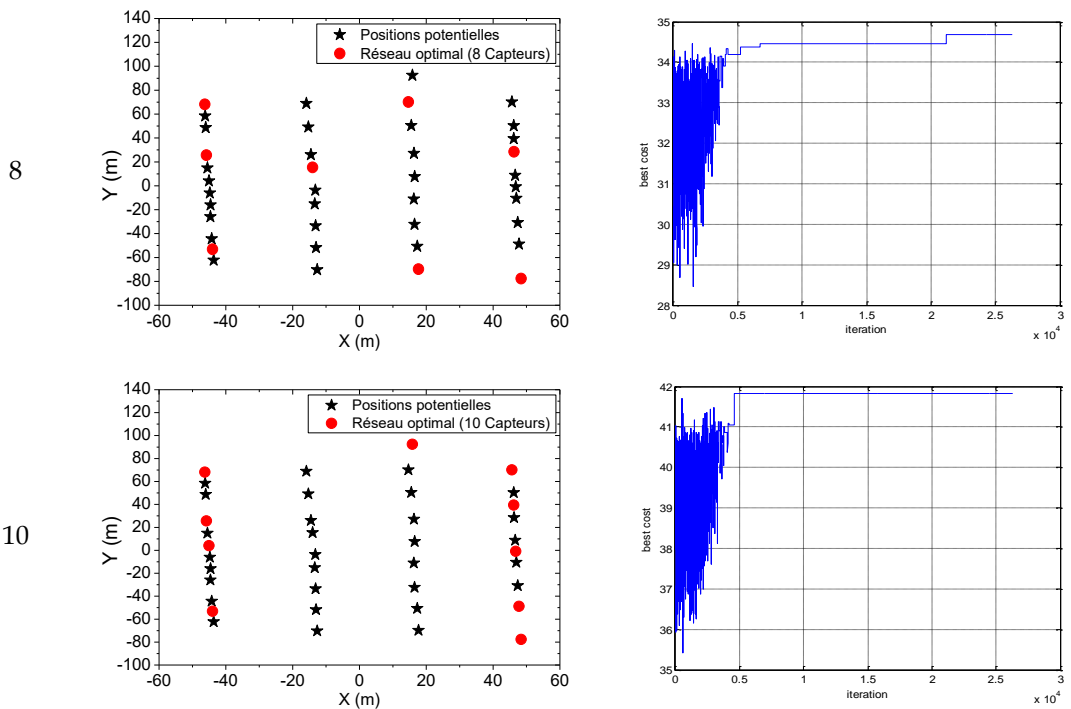 8
140
120
100
80
60
40
20
0
-20
-40
-60
-80
-100
Y (m)
Positions potentielles
Réseau optimal (8 Capteurs)
-60 -40 -20 0 20 40 60
X (m)
35
34
33
32
31
30
29
28
best cost
0 0.5 1 1.5 2 2.5 3
iteration
x 10^4
10
140
120
100
80
60
40
20
0
-20
-40
-60
-80
-100
Y (m)
Positions potentielles
Réseau optimal (10 Capteurs)
-60 -40 -20 0 20 40 60
X (m)
42
41
40
39
38
37
36
35
best cost
0 0.5 1 1.5 2 2.5 3
iteration
x 10^4